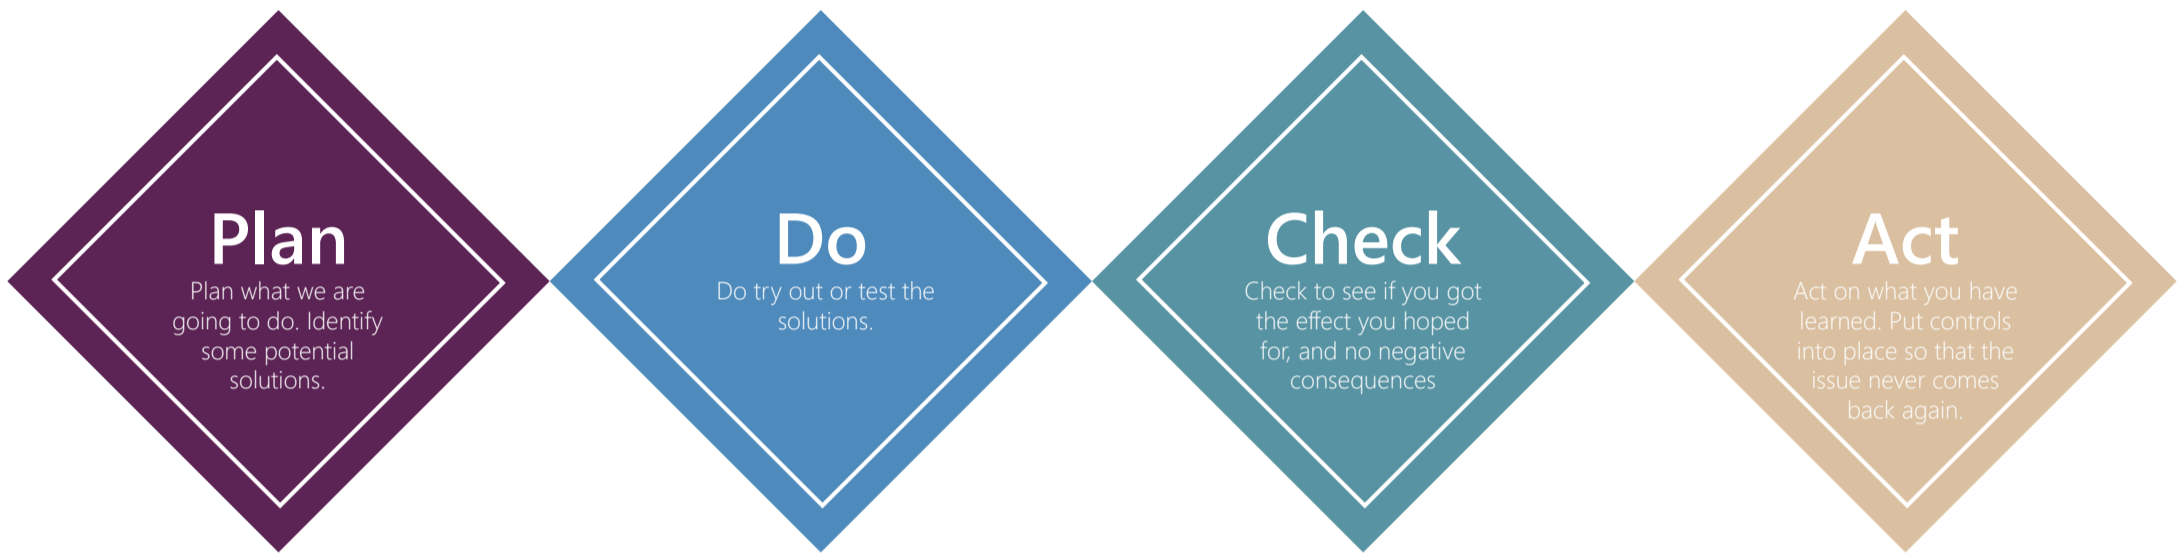 Plan
Plan what we are
going to do. Identify
some potential
solutions.
Do
Do try out or test the
solutions.
Check
Check to see if you got
the effect you hoped
for, and no negative
consequences
Act
Act on what you have
learned. Put controls
into place so that the
issue never comes
back again.